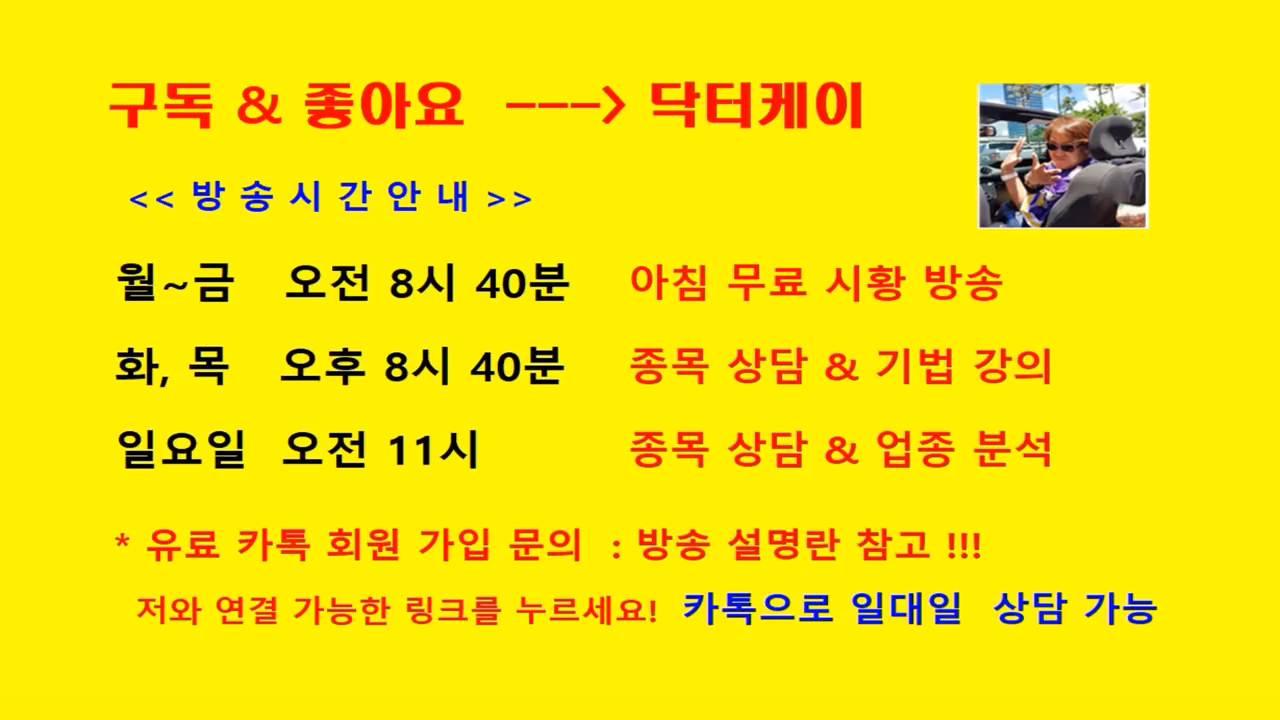 구독 & 좋아요 ---> 닥터케이
<< 방 송 시 간 안 내 >>
월~금 오전 8시 40분 아침 무료 시황 방송
화, 목 오후 8시 40분 종목 상담 & 기법 강의
일요일 오전 11시 종목 상담 & 업종 분석
* 유료 카톡 회원 가입 문의 : 방송 설명란 참고 !!!
저와 연결 가능한 링크를 누르세요! 카톡으로 일대일 상담 가능